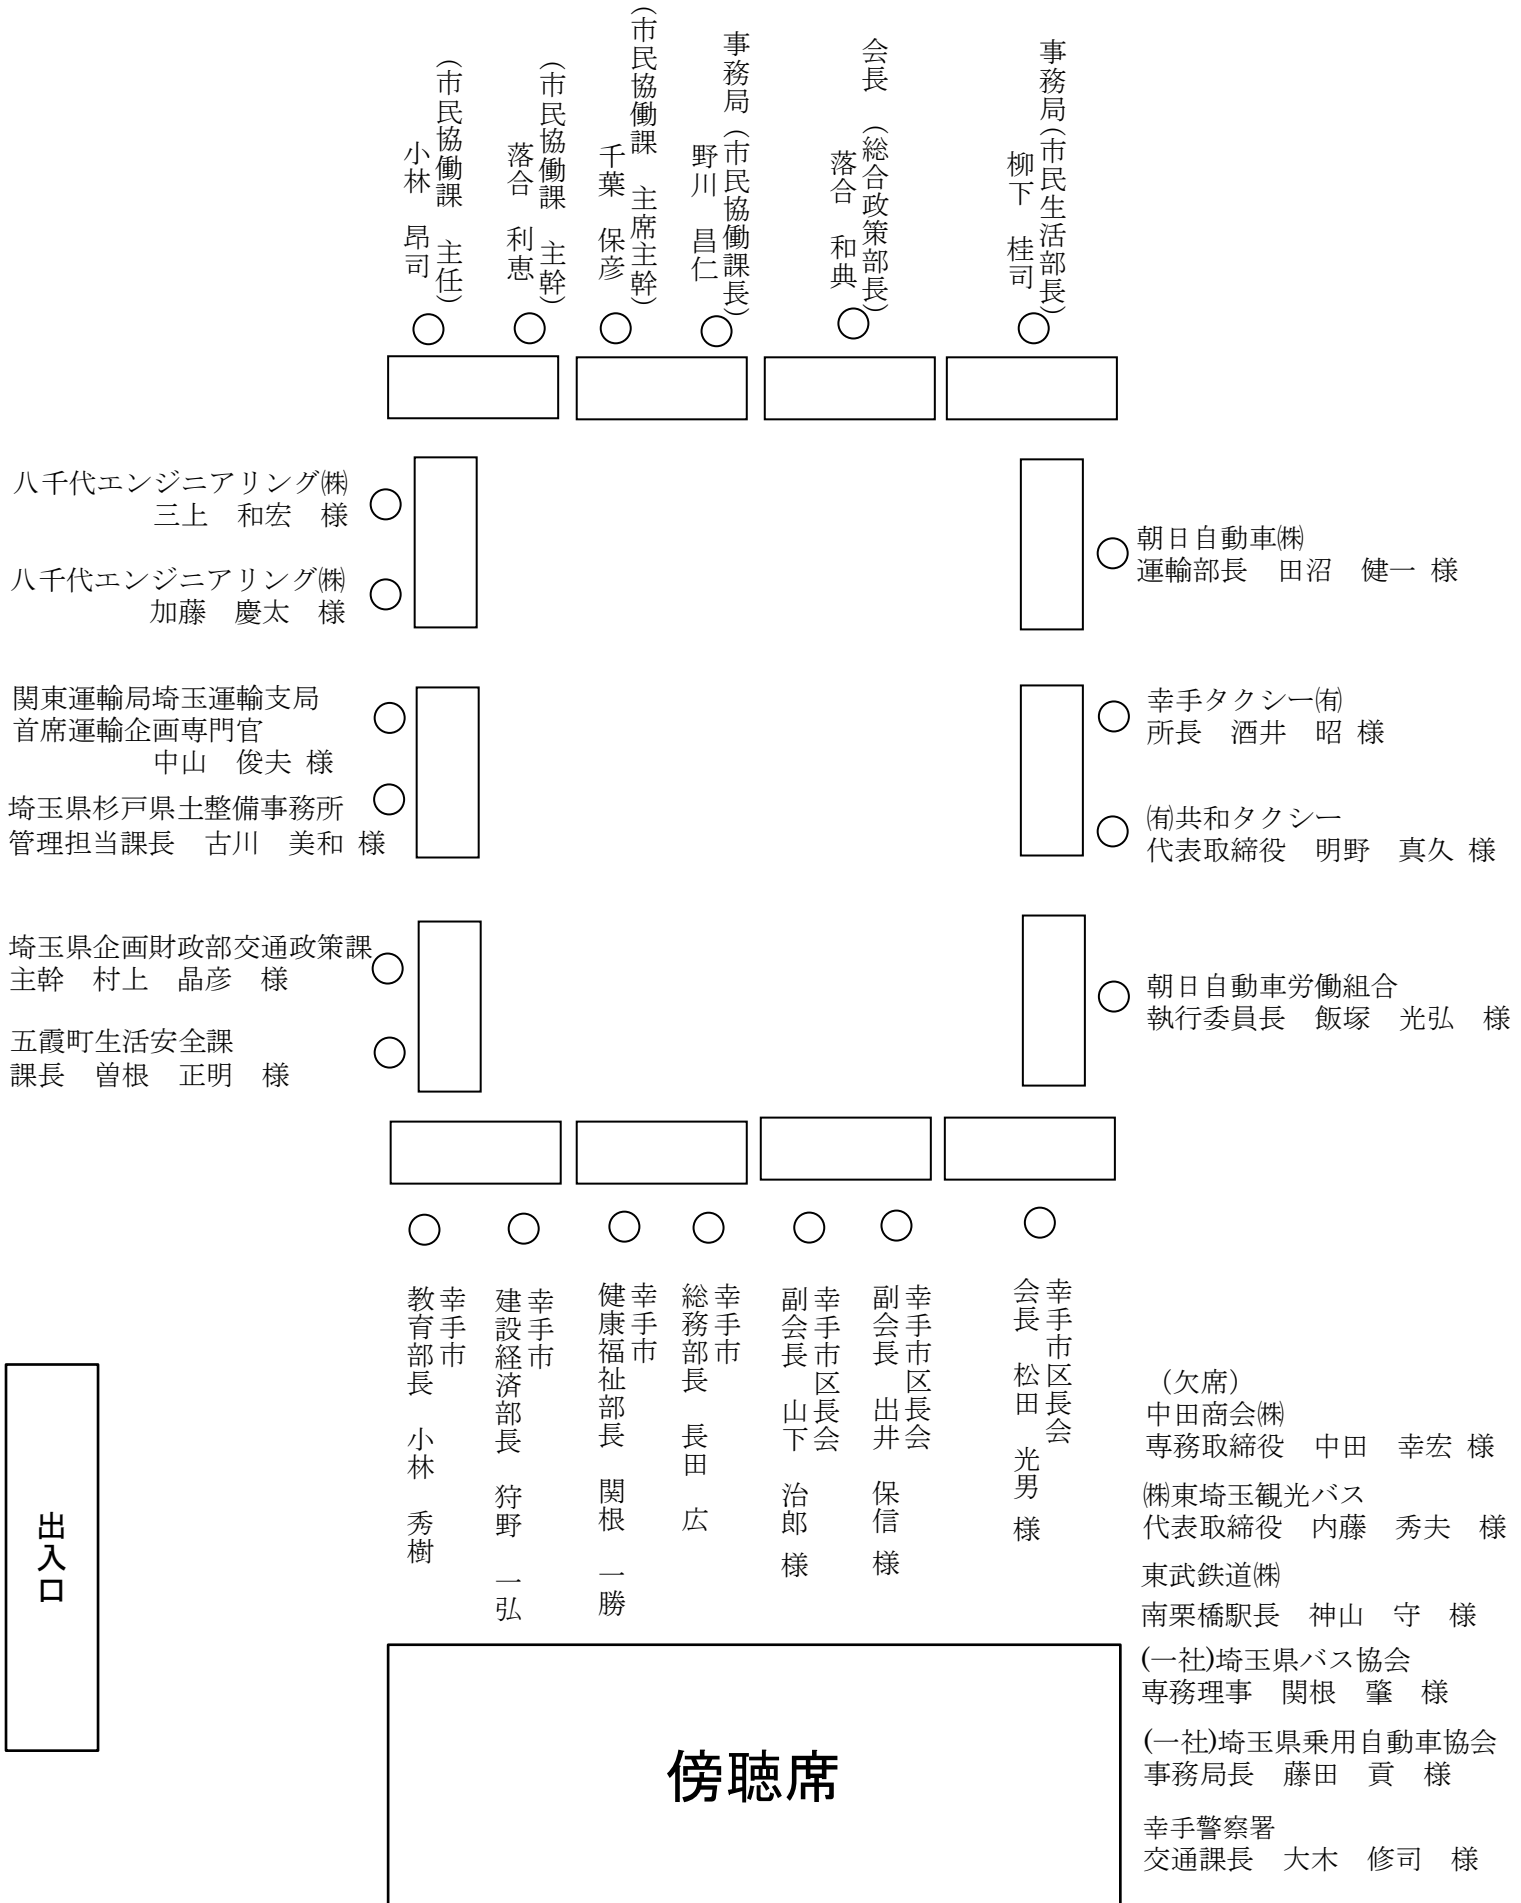 事務局（市民生活部長）
柳下　桂司
会長　（総合政策部長）
落合　和典
事務局（市民協働課長）
野川　昌仁
（市民協働課　主席主幹）
千葉　保彦
（市民協働課　主幹）
落合　利恵
（市民協働課　主任）
小林　昂司
八千代エンジニアリング㈱
三上　和宏　様
八千代エンジニアリング㈱
加藤　慶太　様
関東運輸局埼玉運輸支局
首席運輸企画専門官
中山　俊夫 様
埼玉県杉戸県土整備事務所
管理担当課長　古川　美和 様
埼玉県企画財政部交通政策課
主幹　村上　晶彦　様
五霞町生活安全課
課長　曽根　正明　様
朝日自動車㈱
運輸部長　田沼　健一 様
幸手タクシー㈲
所長　酒井　昭 様
㈲共和タクシー
代表取締役　明野　真久 様
朝日自動車労働組合
執行委員長　飯塚　光弘　様
幸手市区長会
会長　松田　光男 様
幸手市区長会
副会長　出井　保信 様
幸手市区長会
副会長　山下　治郎 様
幸手市
総務部長　長田　広
幸手市
健康福祉部長　関根　一勝
幸手市
建設経済部長　狩野　一弘
幸手市
教育部長　小林　秀樹
出入口
傍聴席
（欠席）
中田商会㈱
専務取締役　中田　幸宏 様
㈱東埼玉観光バス
代表取締役　内藤　秀夫　様
東武鉄道㈱
南栗橋駅長　神山　守　様
(一社)埼玉県バス協会
専務理事　関根　肇　様
(一社)埼玉県乗用自動車協会
事務局長　藤田　貢　様
幸手警察署
交通課長　大木　修司　様